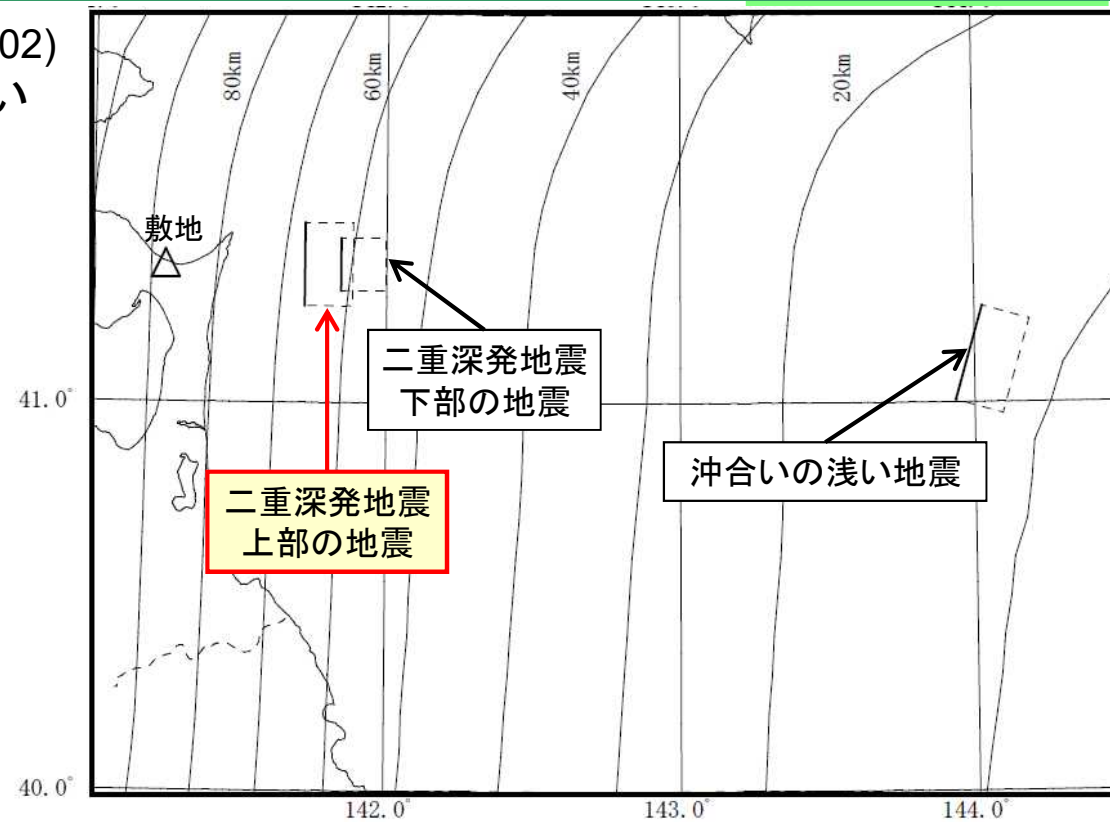 02)
い
80km
60km
40km
20km
敷地
二重深発地震
下部の地震
41.0°
沖合いの浅い地震
二重深発地震
上部の地震
40.0°
142.0°
143.0°
144.0°